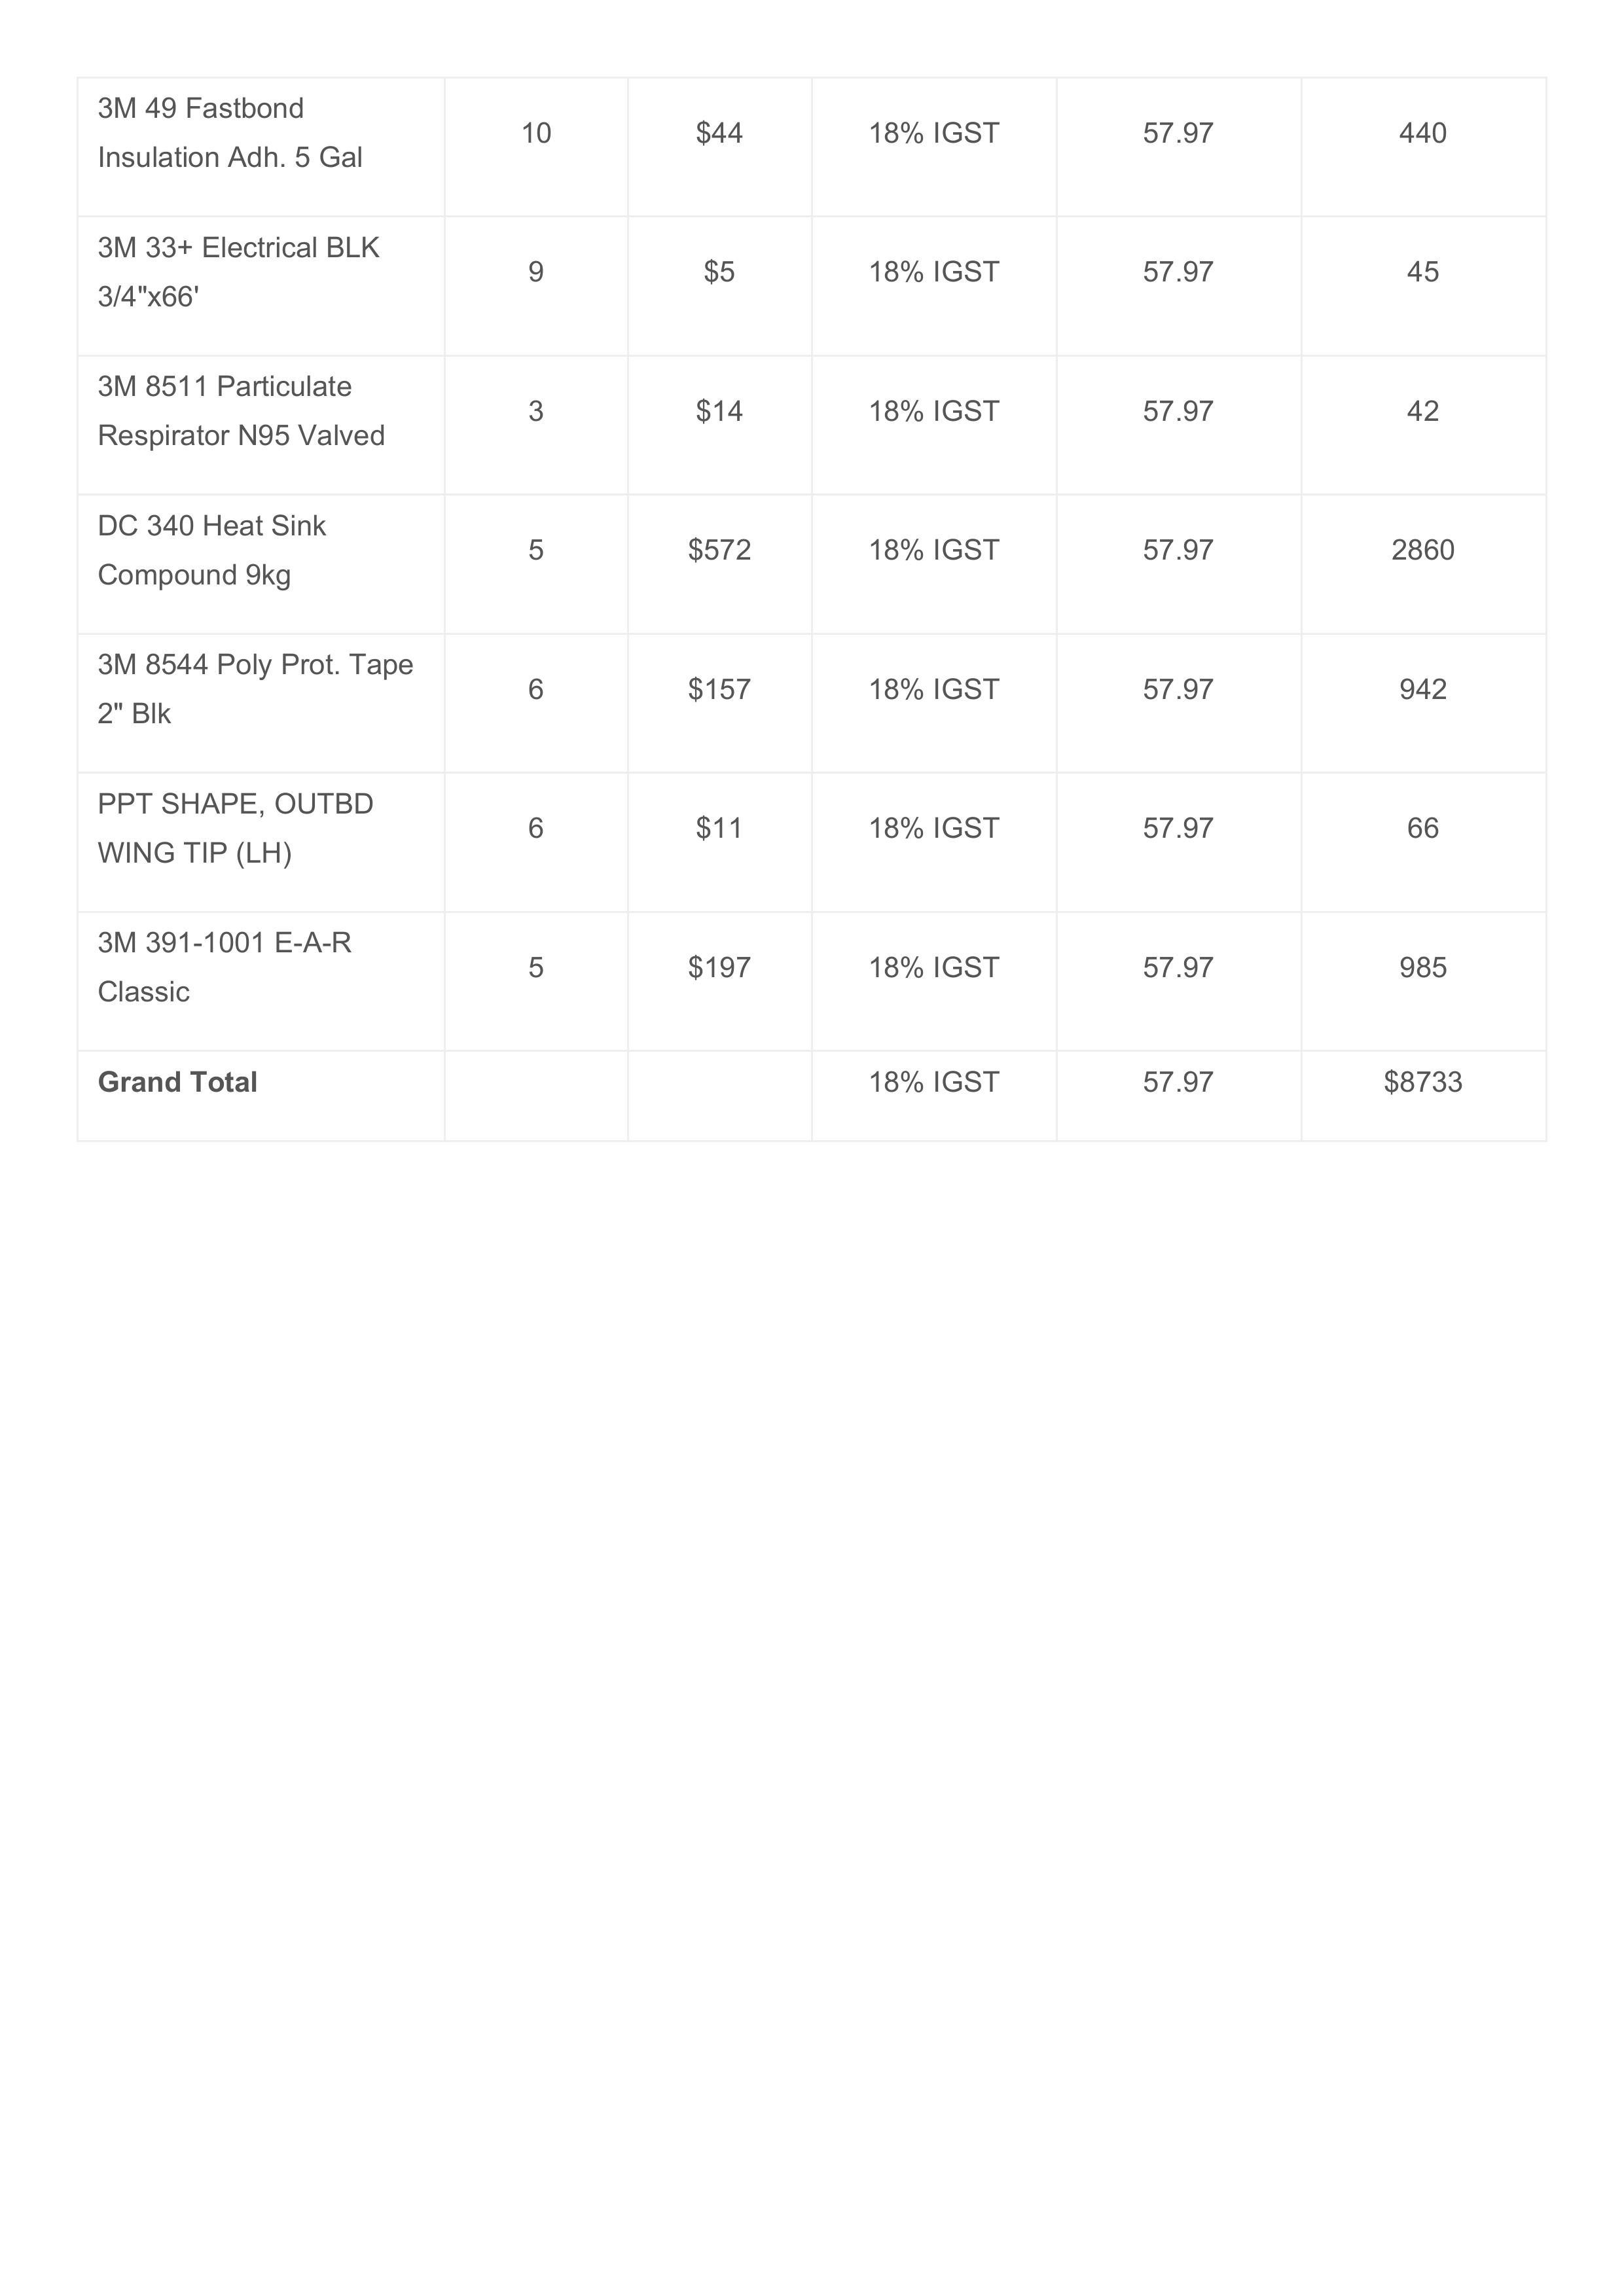 3M 49 Fastbond
Insulation Adh. 5 Gal
10
$44
18% IGST
57.97
440
3M 33+ Electrical BLK
3/4"x66'
9
$5
18% IGST
57.97
45
3M 8511 Particulate
Respirator N95 Valved
3
$14
18% IGST
57.97
42
DC 340 Heat Sink
Compound 9kg
5
$572
18% IGST
57.97
2860
3M 8544 Poly Prot. Tape
2" Blk
6
$157
18% IGST
57.97
942
PPT SHAPE, OUTBD
WING TIP (LH)
6
$11
18% IGST
57.97
66
3M 391-1001 E-A-R
Classic
5
$197
18% IGST
57.97
985
Grand Total
18% IGST
57.97
$8733